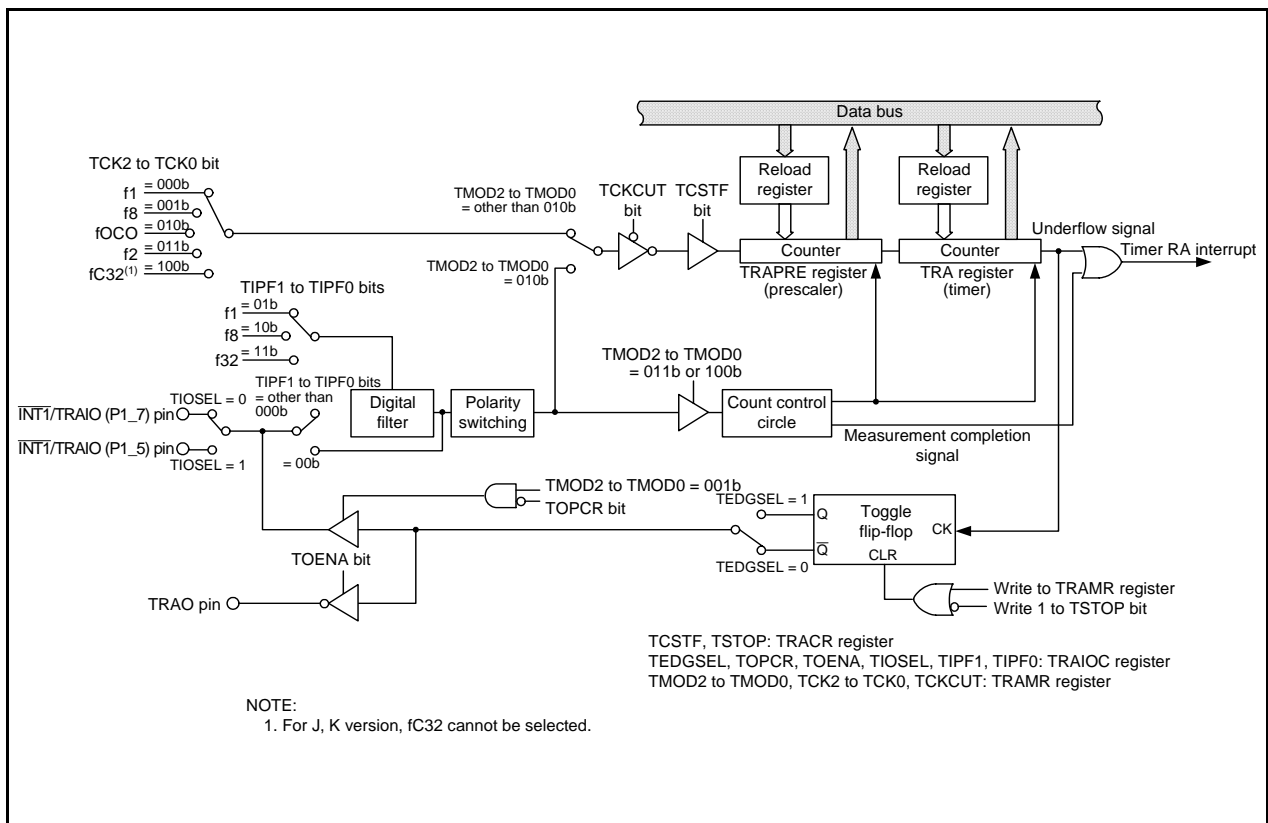 Data bus
TCK2 to TCK0 bit
f1 = 000b
f8 = 001b
fOCO = 010b
f2 = 011b
fC32(1) = 100b
TMOD2 to TMOD0
= other than 010b
TCKCUT
bit
TCSTF
bit
Reload
register
Reload
register
Underflow signal
Counter
Counter
Timer RA interrupt
TRAPRE register
(prescaler)
TRA register
(timer)
TMOD2 to TMOD0
= 010b
TIPF1 to TIPF0 bits
f1 = 01b
f8 = 10b
f32 = 11b
TMOD2 to TMOD0
= 011b or 100b
TIPF1 to TIPF0 bits
= other than
000b
TIOSEL = 0
INT1/TRAIO (P1_7) pin
Digital
filter
Polarity
switching
Count control
circle
Measurement completion
signal
INT1/TRAIO (P1_5) pin
TIOSEL = 1
= 00b
TMOD2 to TMOD0 = 001b
TOPCR bit
TEDGSEL = 1
Q
Toggle
flip-flop
CK
Q
CLR
TEDGSEL = 0
TOENA bit
TRAO pin
Write to TRAMR register
Write 1 to TSTOP bit
TCSTF, TSTOP: TRACR register
TEDGSEL, TOPCR, TOENA, TIOSEL, TIPF1, TIPF0: TRAIOC register
TMOD2 to TMOD0, TCK2 to TCK0, TCKCUT: TRAMR register
NOTE:
1. For J, K version, fC32 cannot be selected.